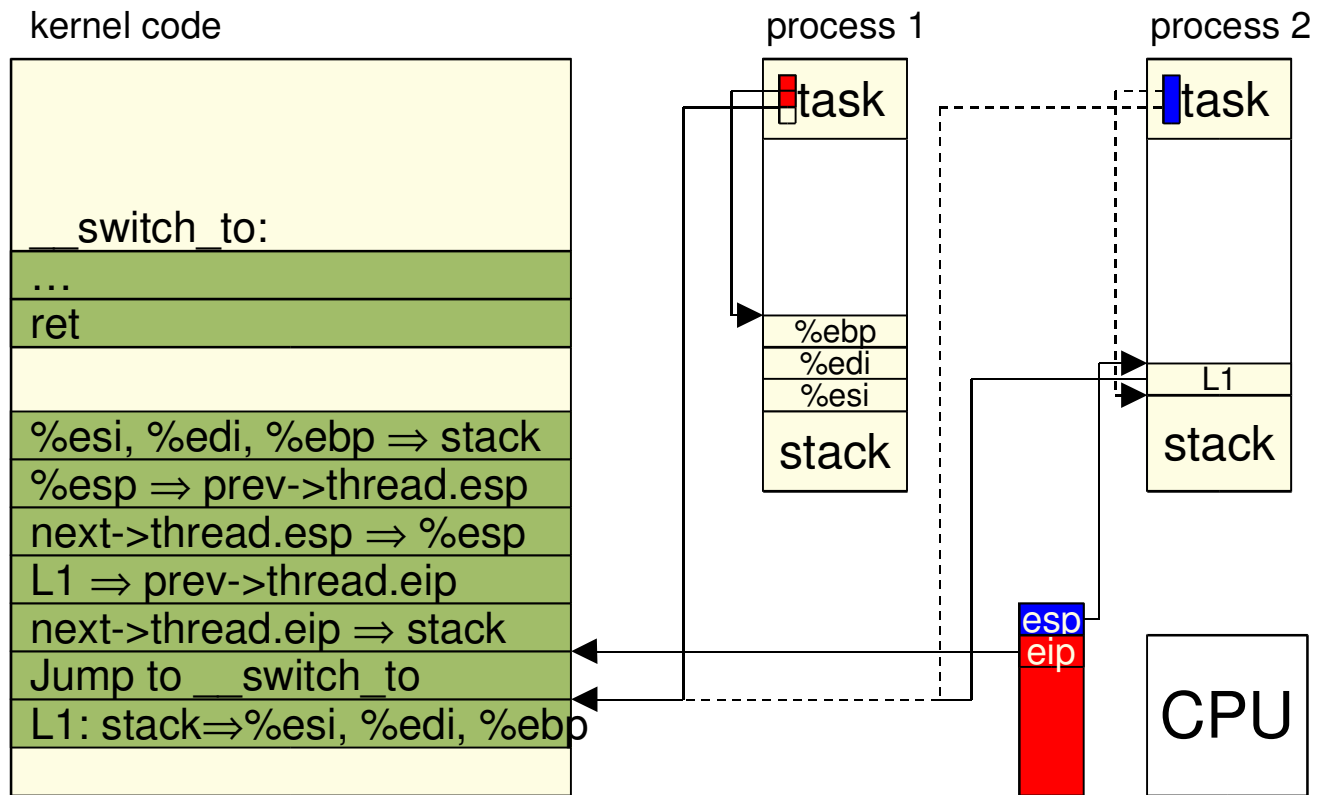 kernel code
process 1
process 2
task
task
__switch_to:
…
ret
%ebp
%edi
%esi
stack
L1
stack
%esi, %edi, %ebp ⇒ stack
%esp ⇒ prev->thread.esp
next->thread.esp ⇒ %esp
L1 ⇒ prev->thread.eip
next->thread.eip ⇒ stack
Jump to __switch_to
L1: stack⇒%esi, %edi, %ebp
esp
eip
CPU